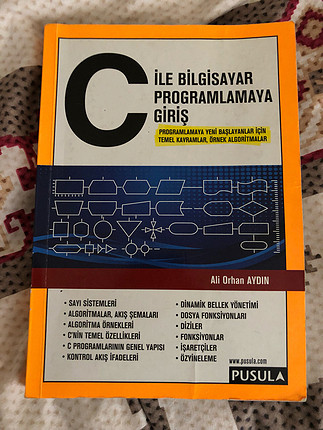 C
İLE BİLGİSAYAR
PROGRAMLAMAYA
GİRİŞ
PROGRAMLAMAYA YENİ BAŞLAYANLAR İÇİN
TEMEL KAVRAMLAR, ÖRNEK ALGORİTMALAR
Ali Orhan AYDIN
• SAYI SİSTEMLERİ
• ALGORİTMALAR, AKIŞ ŞEMALARI
• ALGORİTMA ÖRNEKLERİ
• C'NİN TEMEL ÖZELLİKLERİ
• C PROGRAMLARININ GENEL YAPISI
• KONTROL AKIŞ İFADELERİ
• DİNAMİK BELLEK YÖNETİMİ
• DOSYA FONKSİYONLARI
• DİZİLER
• FONKSİYONLAR
• İŞARETÇİLER
• ÖZYİNELEME
www.pusula.com
PUSULA